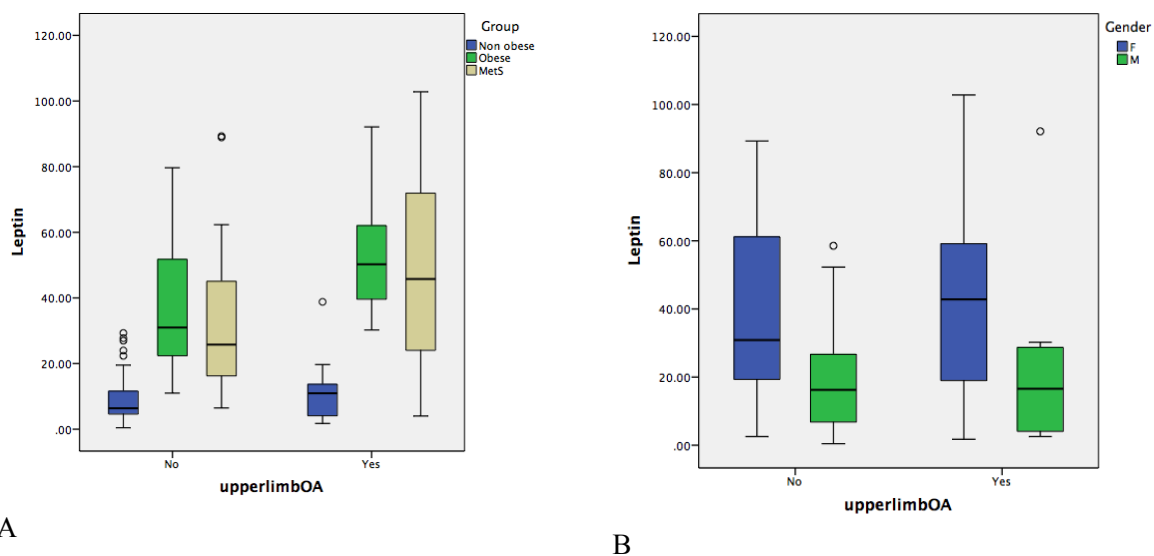 Group
Non obese
Obese
MetS
120.00
100.00
80.00
60.00
40.00
20.00
.00
Leptin
No
Yes
upperlimbOA
A
Gender
F
M
120.00
100.00
80.00
60.00
40.00
20.00
.00
Leptin
No
Yes
upperlimbOA
B